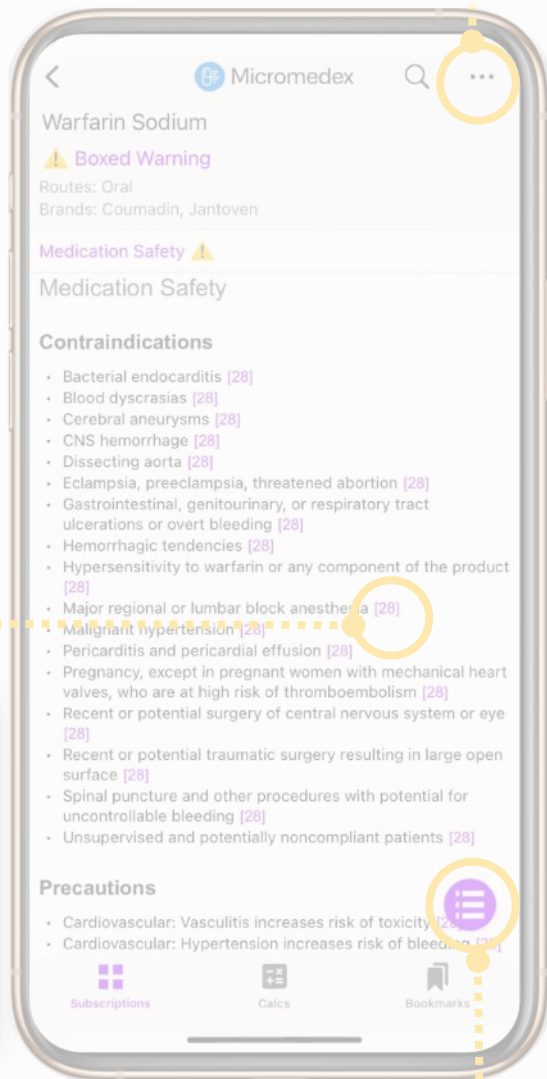 Micromedex
Warfarin Sodium
Boxed Warning
Routes: Oral
Brands: Coumadin, Jantoven
Medication Safety
Medication Safety
Contraindications
• Bacterial endocarditis [28]
• Blood dyscrasias [28]
• Cerebral aneurysms [28]
• CNS hemorrhage [28]
• Dissecting aorta [28]
• Eclampsia, preeclampsia, threatened abortion [28]
• Gastrointestinal, genitourinary, or respiratory tract
ulcerations or overt bleeding [28]
• Hemorrhagic tendencies [28]
• Hypersensitivity to warfarin or any component of the product
[28]
• Major regional or lumbar block anesthesia [28]
• Malignant hypertension [28]
• Pericarditis and pericardial effusion [28]
• Pregnancy, except in pregnant women with mechanical heart
valves, who are at high risk of thromboembolism [28]
• Recent or potential surgery of central nervous system or eye
[28]
• Recent or potential traumatic surgery resulting in large open
surface [28]
• Spinal puncture and other procedures with potential for
uncontrollable bleeding [28]
• Unsupervised and potentially noncompliant patients [28]
Precautions
• Cardiovascular: Vasculitis increases risk of toxicity
• Cardiovascular: Hypertension increases risk of bleeding
Subscriptions
Calcs
Bookmarks